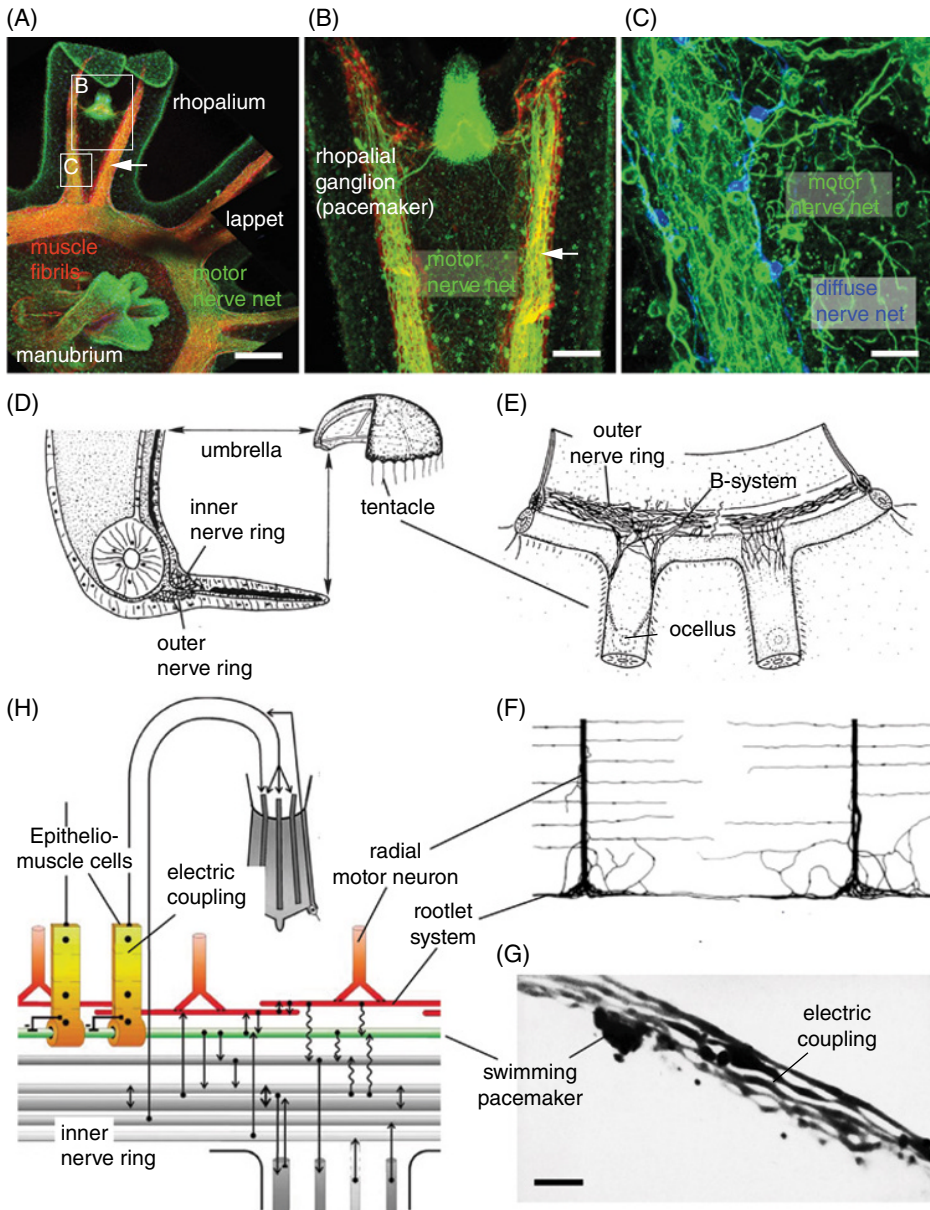 (A)
B
C
rhopalium
lappet
muscle
fibrils
motor
nerve net
manubrium
(B)
rhopalial
ganglion
(pacemaker)
motor
nerve net
(C)
motor
nerve net
diffuse
nerve net
(D)
umbrella
inner
nerve ring
outer
nerve ring
tentacle
(E)
outer
nerve ring
B-system
ocellus
(H)
Epithelio-
muscle cells
electric
coupling
radial
motor neuron
rootlet
system
swimming
pacemaker
inner
nerve ring
(F)
(G)
electric
coupling